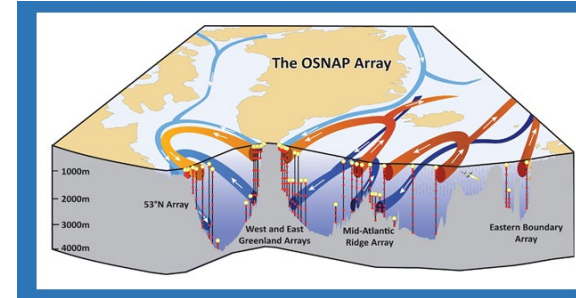 The OSNAP Array
1000m
2000m
3000m
4000m
53°N Array
West and East
Greenland Arrays
Mid-Atlantic
Ridge Array
Eastern Boundary
Array